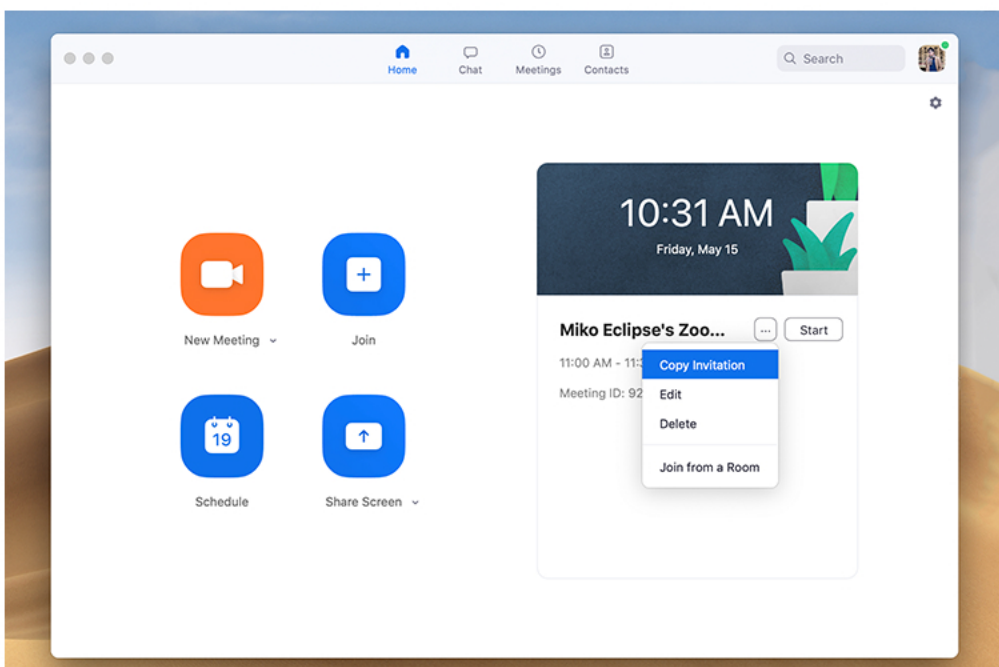 Home
Chat
Meetings
Contacts
Search
10:31 AM
Friday, May 15
New Meeting
Join
19
Schedule
Share Screen
Miko Eclipse's Zoo...
...
Start
11:00 AM - 11:
Meeting ID: 92
Copy Invitation
Edit
Delete
Join from a Room